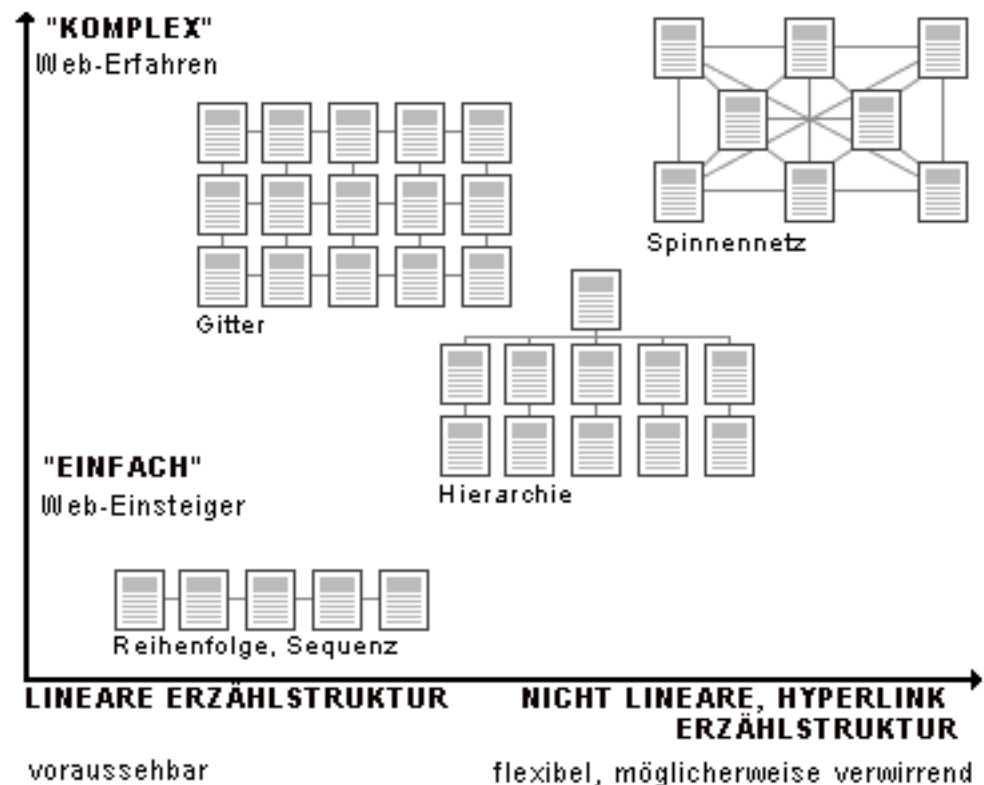 "KOMPLEX"
Web-Erfahren
Spinnennetz
Gitter
"EINFACH"
Web-Einsteiger
Hierarchie
Reihenfolge, Sequenz
LINEARE ERZÄHLSTRUKTUR
NICHT LINEARE, HYPERLINK
ERZÄHLSTRUKTUR
voraussehbar
flexibel, möglicherweise verwirrend